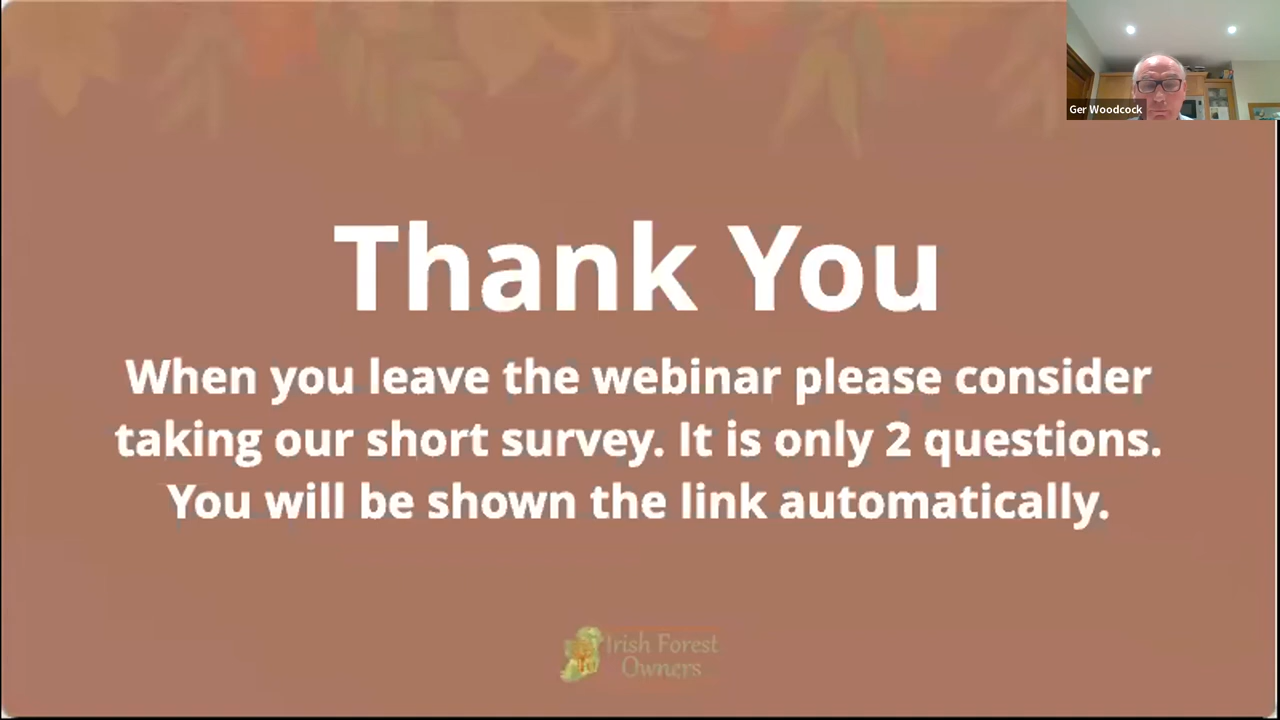 Ger Woodcock
Thank You
When you leave the webinar please consider
taking our short survey. It is only 2 questions.
You will be shown the link automatically.
Irish Forest
Owners